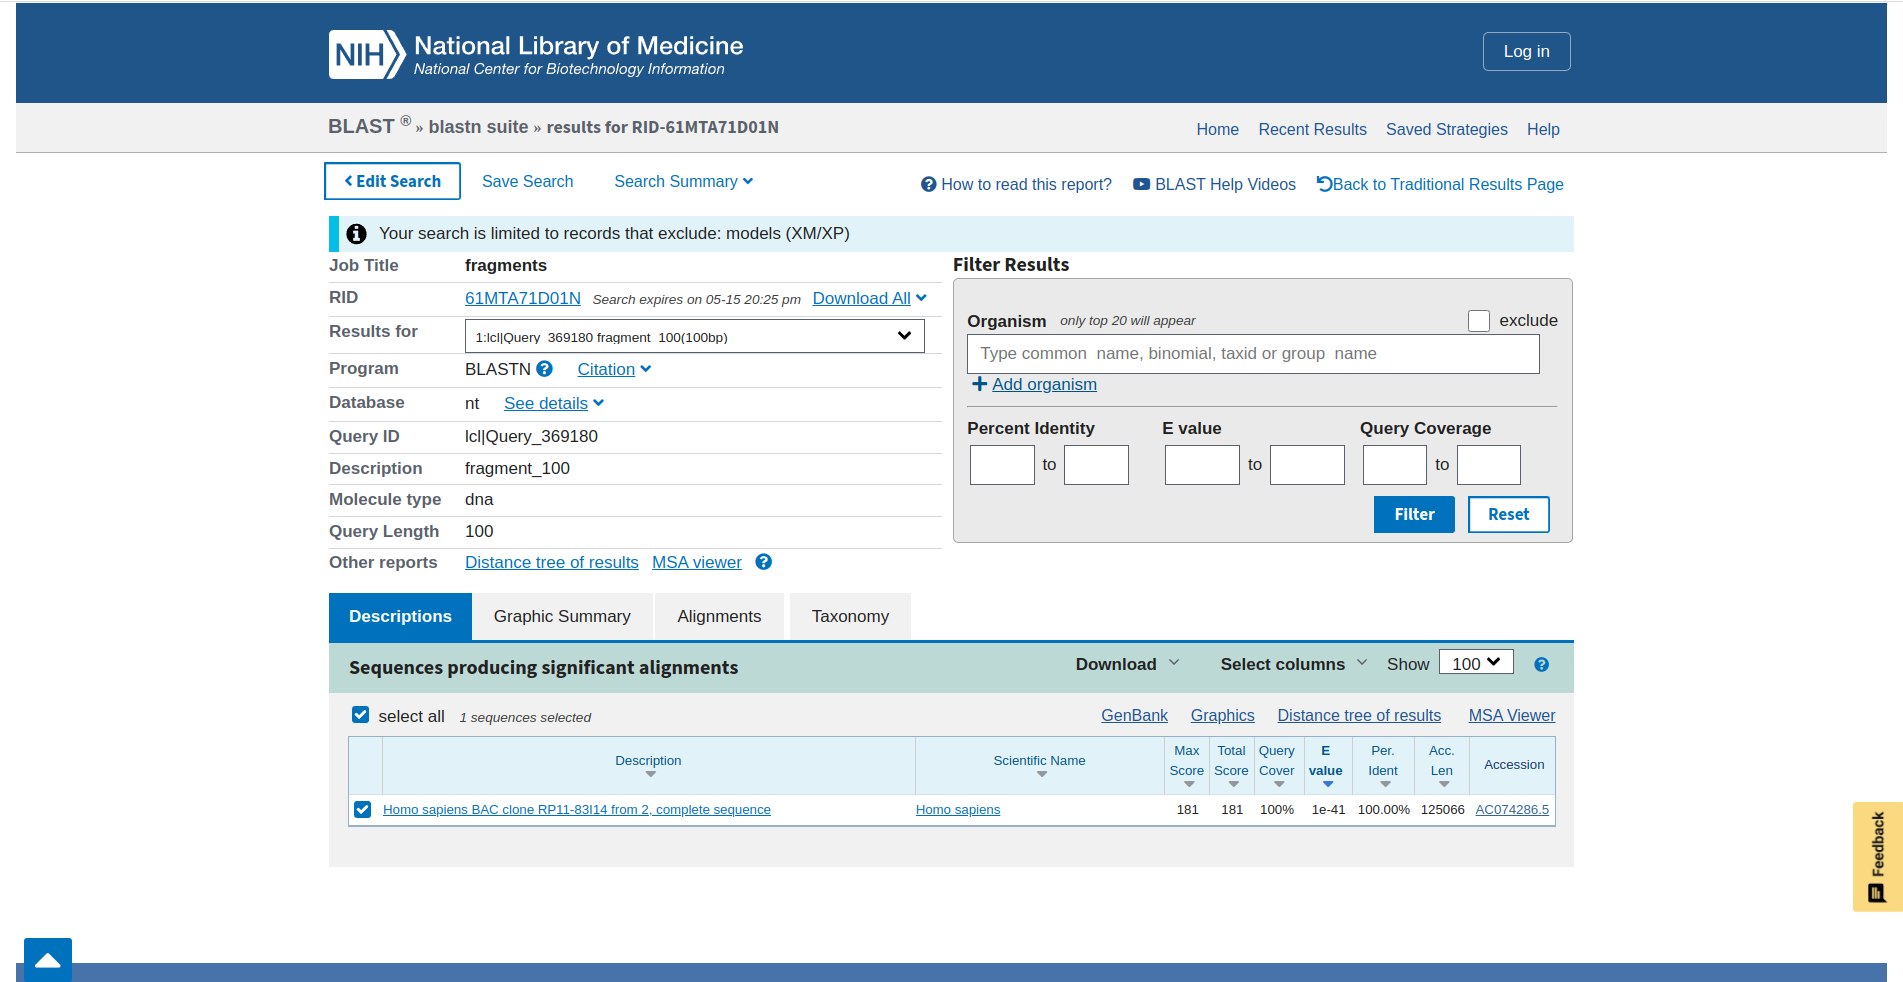 NIH National Library of Medicine
National Center for Biotechnology Information
Log in
BLAST ® » blastn suite » results for RID-61MTA71D01N
Home Recent Results Saved Strategies Help
Edit Search Save Search Search Summary
How to read this report? BLAST Help Videos Back to Traditional Results Page
Your search is limited to records that exclude: models (XM/XP)
Job Title fragments
RID 61MTA71D01N Search expires on 05-15 20:25 pm Download All
Results for 1:lcl|Query_369180 fragment_100(100bp)
Program BLASTN Citation
Database nt See details
Query ID lcl|Query_369180
Description fragment_100
Molecule type dna
Query Length 100
Other reports Distance tree of results MSA viewer
Filter Results
Organism only top 20 will appear exclude
Type common name, binomial, taxid or group name
Add organism
Percent Identity E value Query Coverage
to to to
Filter Reset
Descriptions Graphic Summary Alignments Taxonomy
Sequences producing significant alignments Download Select columns Show 100
select all 1 sequences selected GenBank Graphics Distance tree of results MSA Viewer
Description Scientific Name Max Score Total Score Query Cover E value Per. Ident Acc. Len Accession
Homo sapiens BAC clone RP11-83I14 from 2, complete sequence Homo sapiens 181 181 100% 1e-41 100.00% 125066 AC074286.5
Feedback